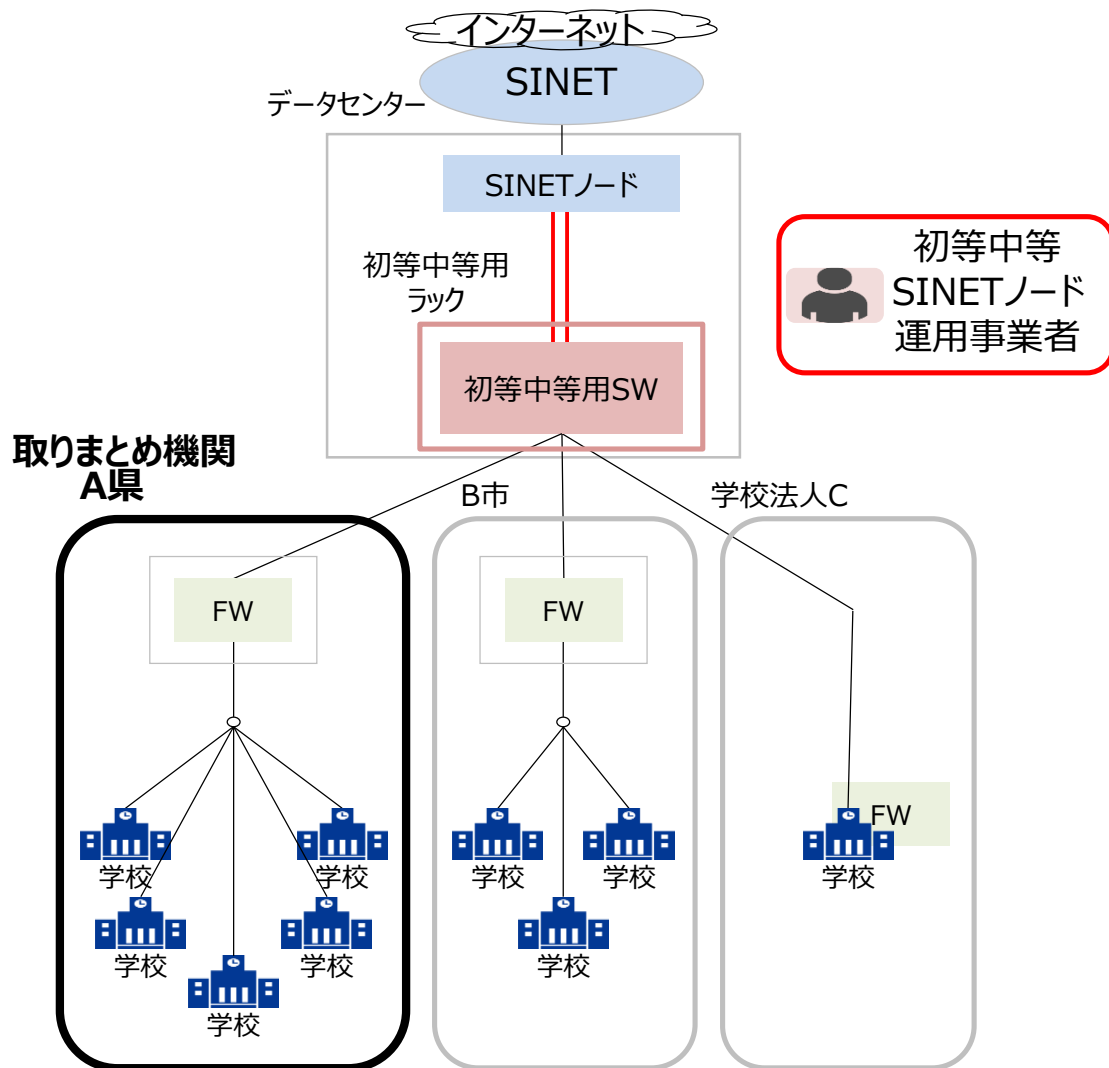 インターネット
SINET
データセンター
SINETノード
初等中等用
ラック
初等中等
SINETノード
運用事業者
初等中等用SW
取りまとめ機関
A県
B市
学校法人C
FW
FW
FW
学校
学校
学校
学校
学校
学校
学校
学校
学校